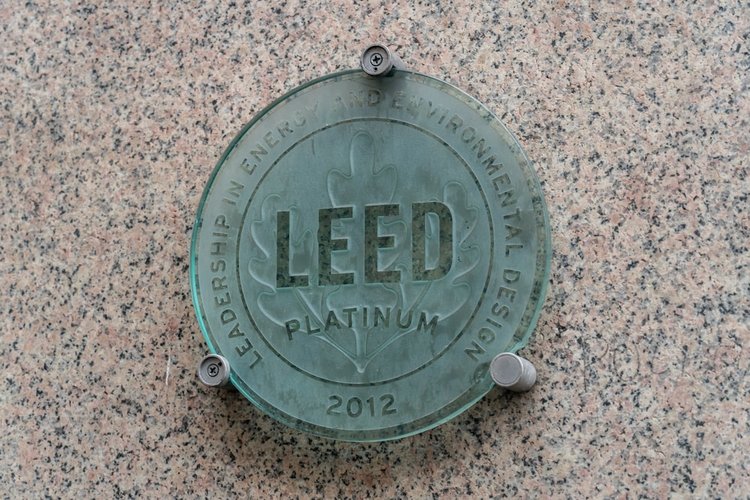 LEADERSHIP IN ENERGY AND ENVIRONMENTAL DESIGN
LEED
PLATINUM
2012